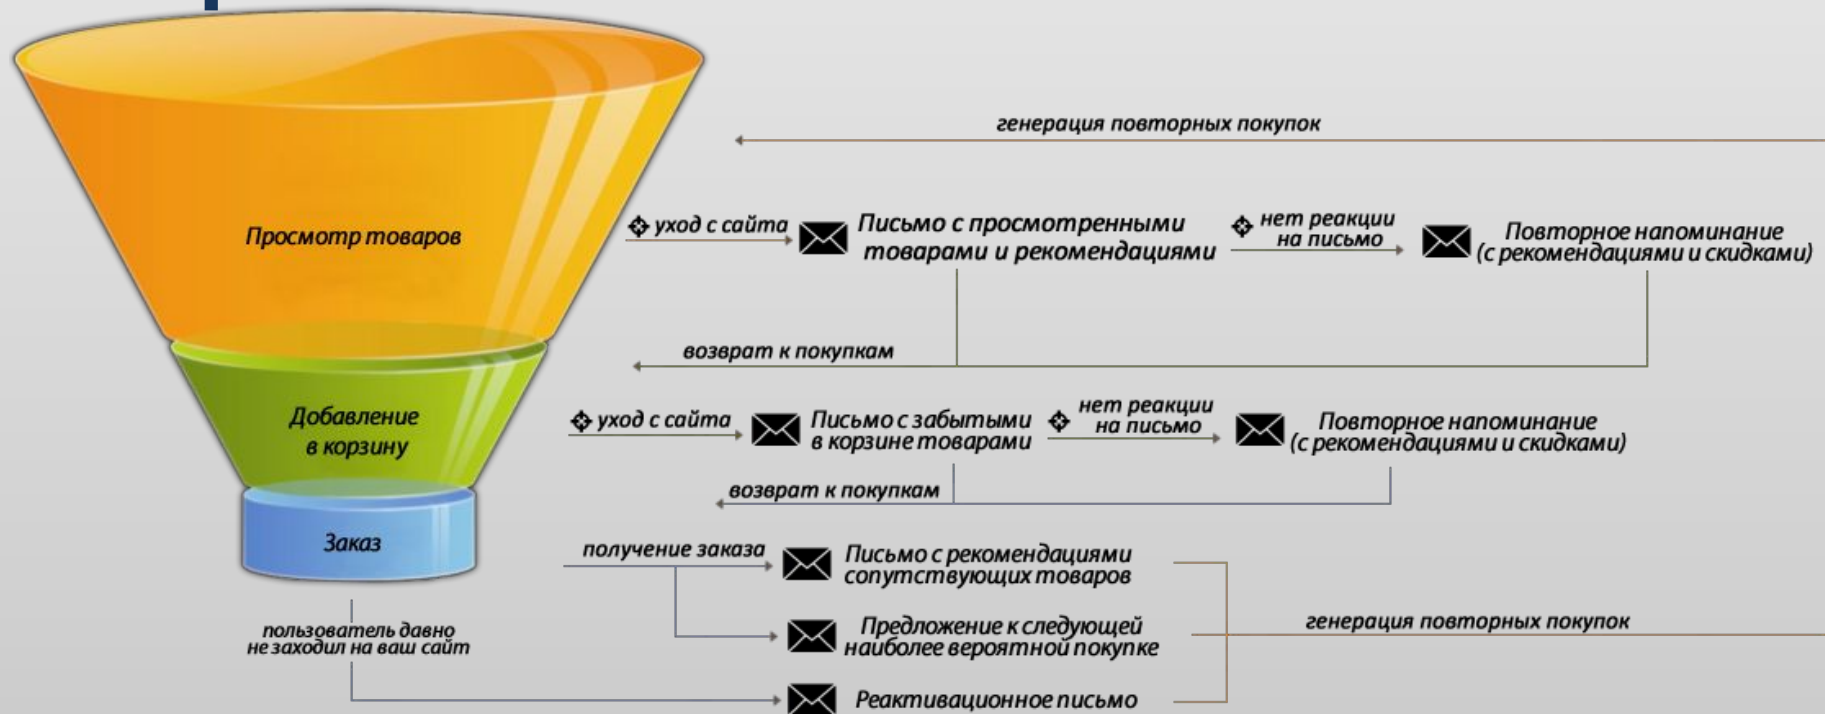 генерация повторных покупок
Просмотр товаров
уход с сайта
Письмо с просмотренными
товарами и рекомендациями
нет реакции
на письмо
Повторное напоминание
(с рекомендациями и скидками)
возврат к покупкам
Добавление
в корзину
уход с сайта
Письмо с забытыми
в корзине товарами
нет реакции
на письмо
Повторное напоминание
(с рекомендациями и скидками)
возврат к покупкам
Заказ
получение заказа
Письмо с рекомендациями
сопутствующих товаров
Предложение к следующей
наиболее вероятной покупке
генерация повторных покупок
пользователь давно
не заходил на ваш сайт
Реактивационное письмо